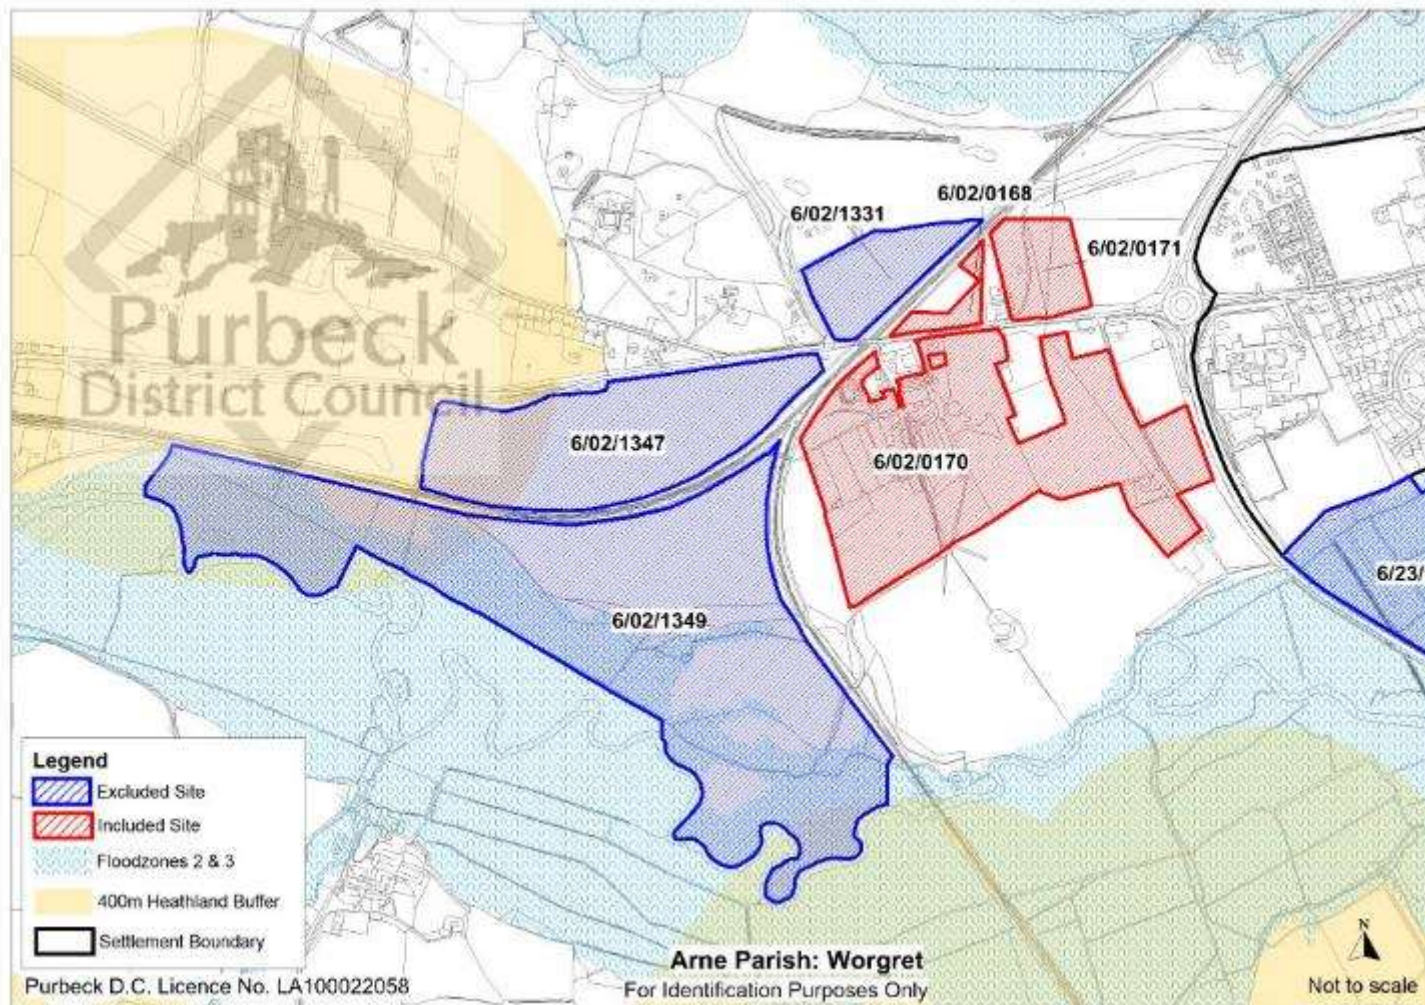 6/02/0168
6/02/1331
6/02/0171
Purbeck
District Council
6/02/1347
6/02/0170
6/23/
6/02/1349
Legend
Excluded Site
Included Site
Floodzones 2 & 3
400m Heathland Buffer
Settlement Boundary
Purbeck D.C. Licence No. LA100022058
Arne Parish: Worgret
For Identification Purposes Only
N
Not to scale